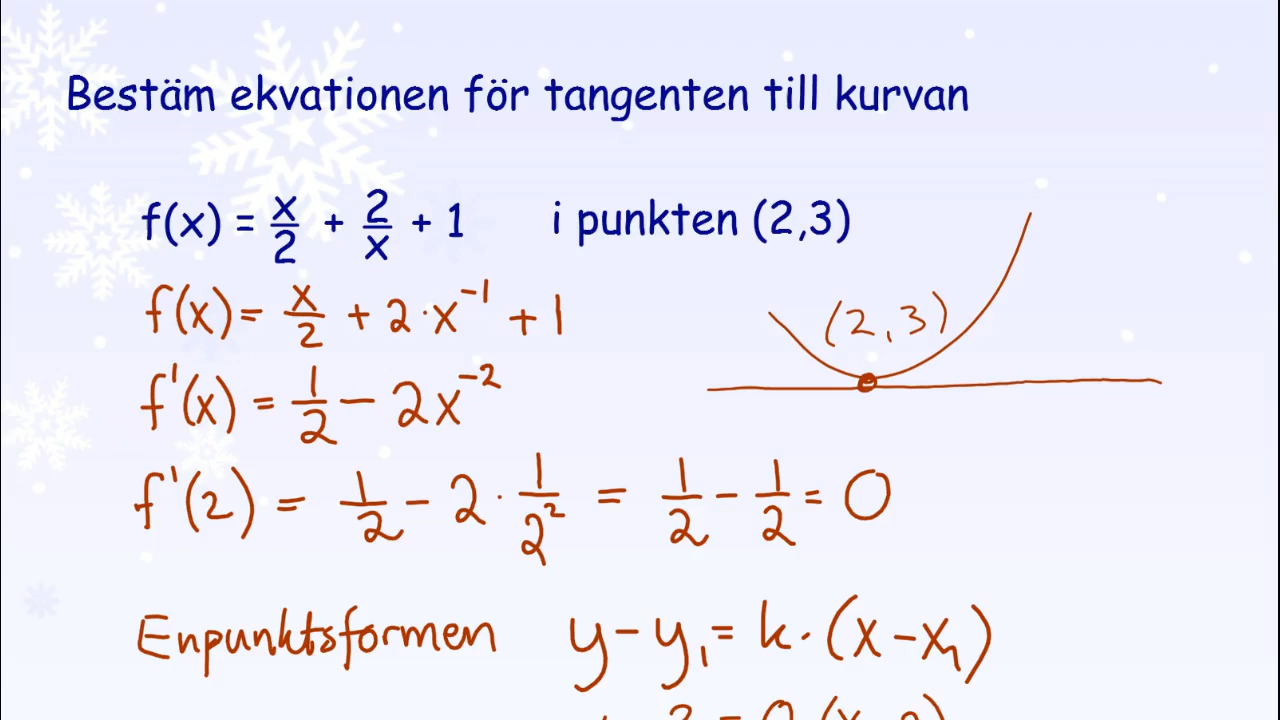 Bestäm ekvationen för tangenten till kurvan
f(x) = x/2 + 2/x + 1 i punkten (2,3)
f(x) = x/2 + 2·x⁻¹ + 1
(2,3)
f'(x) = 1/2 − 2x⁻²
f'(2) = 1/2 − 2·1/2² = 1/2 − 1/2 = 0
Enpunktsformen y − y₁ = k·(x − x₁)